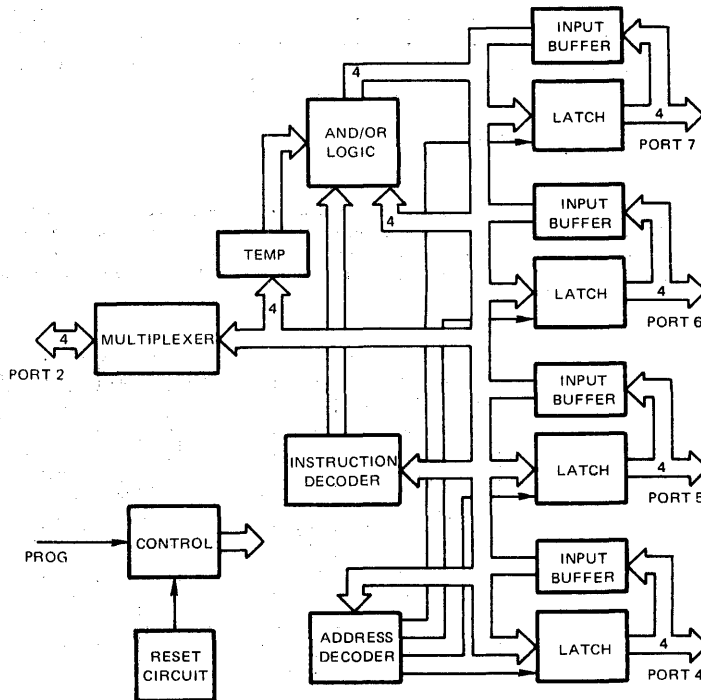 INPUT
BUFFER
4
AND/OR
LOGIC
LATCH
4
PORT 7
INPUT
BUFFER
4
TEMP
LATCH
4
PORT 6
4
4
MULTIPLEXER
PORT 2
INPUT
BUFFER
INSTRUCTION
DECODER
LATCH
4
PORT 5
CONTROL
PROG
INPUT
BUFFER
ADDRESS
DECODER
LATCH
4
PORT 4
RESET
CIRCUIT